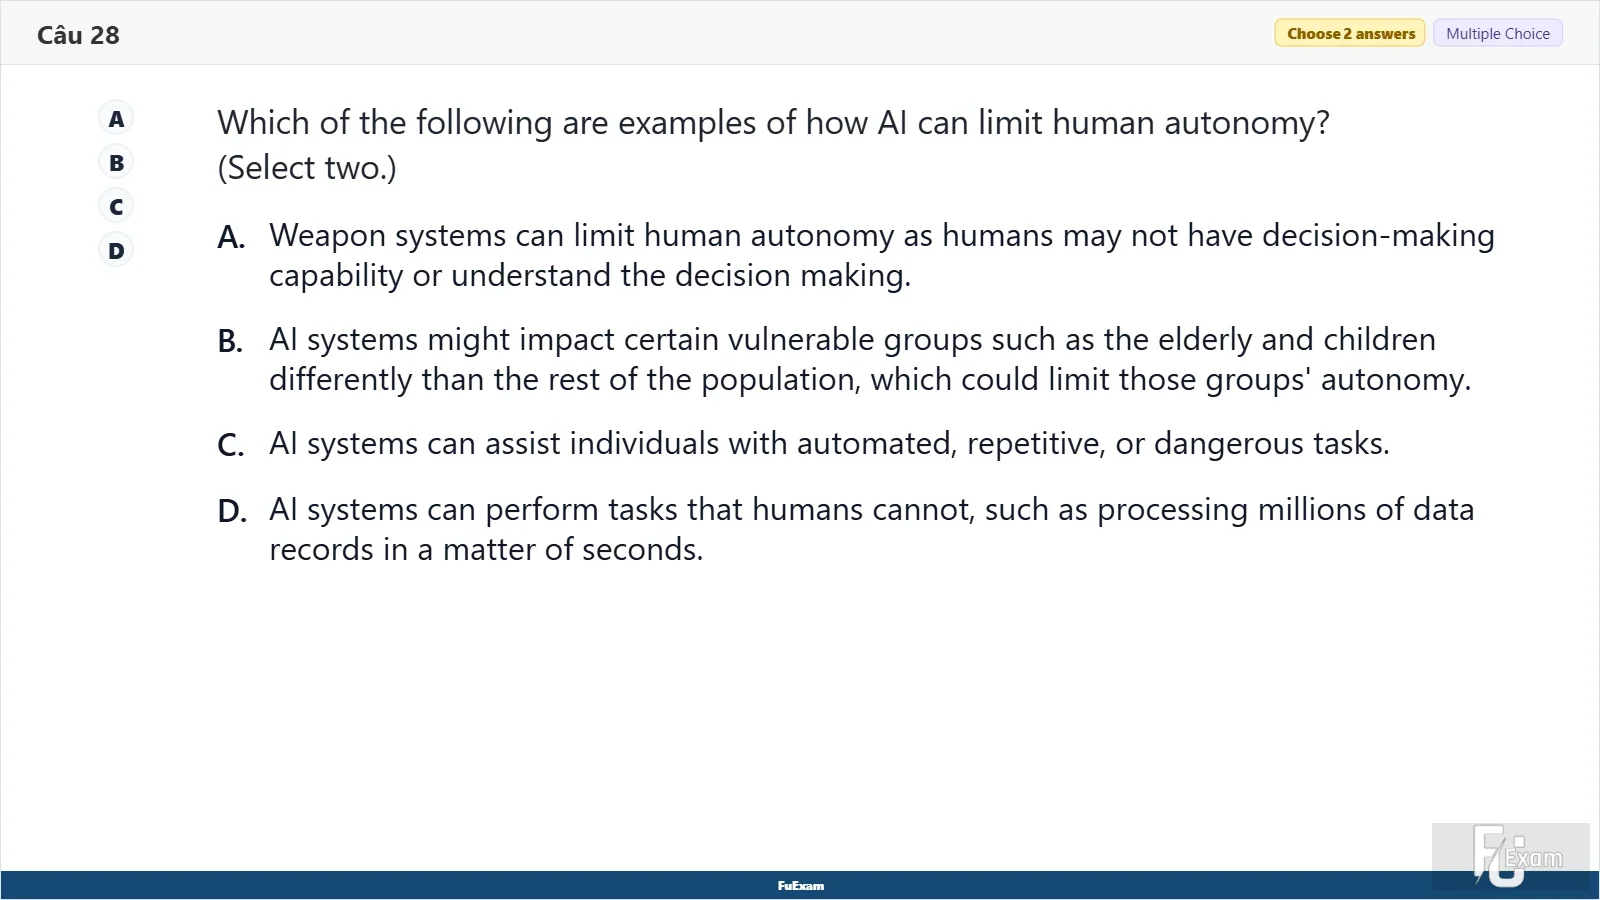 Câu 28
Choose 2 answers
Multiple Choice
A
B
C
D
Which of the following are examples of how AI can limit human autonomy?
(Select two.)
A. Weapon systems can limit human autonomy as humans may not have decision-making
capability or understand the decision making.
B. AI systems might impact certain vulnerable groups such as the elderly and children
differently than the rest of the population, which could limit those groups' autonomy.
C. AI systems can assist individuals with automated, repetitive, or dangerous tasks.
D. AI systems can perform tasks that humans cannot, such as processing millions of data
records in a matter of seconds.
FU Exam
FuExam